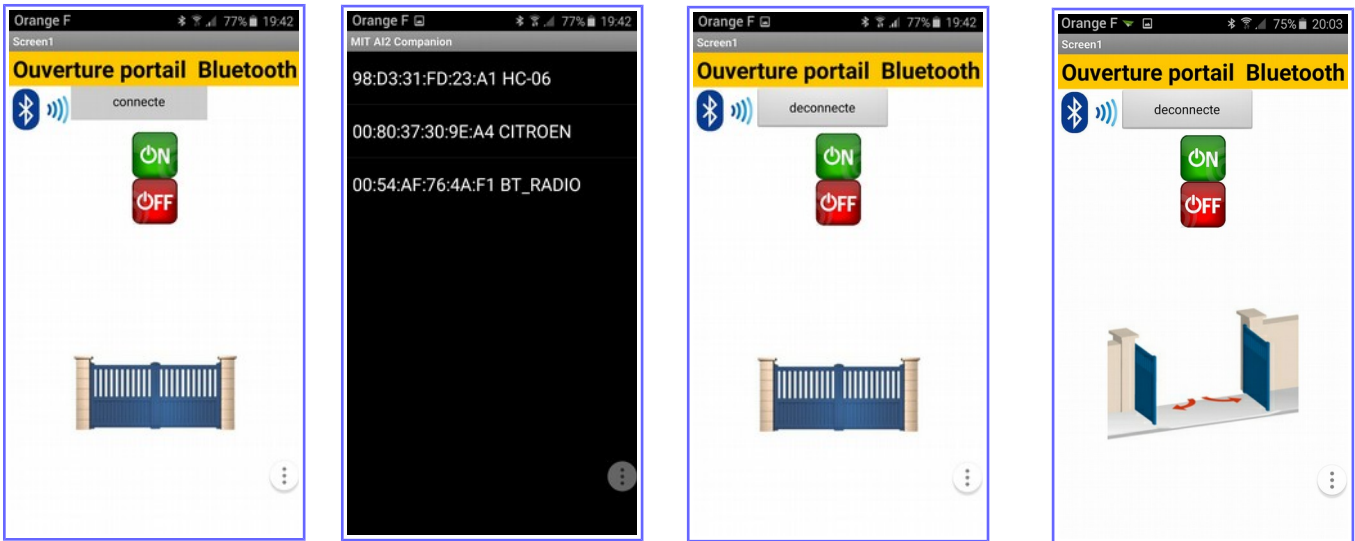 Orange F 77% 19:42
Screen1
Ouverture portail Bluetooth
connecte
ON
OFF
Orange F 77% 19:42
MIT AI2 Companion
98:D3:31:FD:23:A1 HC-06
00:80:37:30:9E:A4 CITROEN
00:54:AF:76:4A:F1 BT_RADIO
Orange F 77% 19:42
Screen1
Ouverture portail Bluetooth
deconnecte
ON
OFF
Orange F 75% 20:03
Screen1
Ouverture portail Bluetooth
deconnecte
ON
OFF